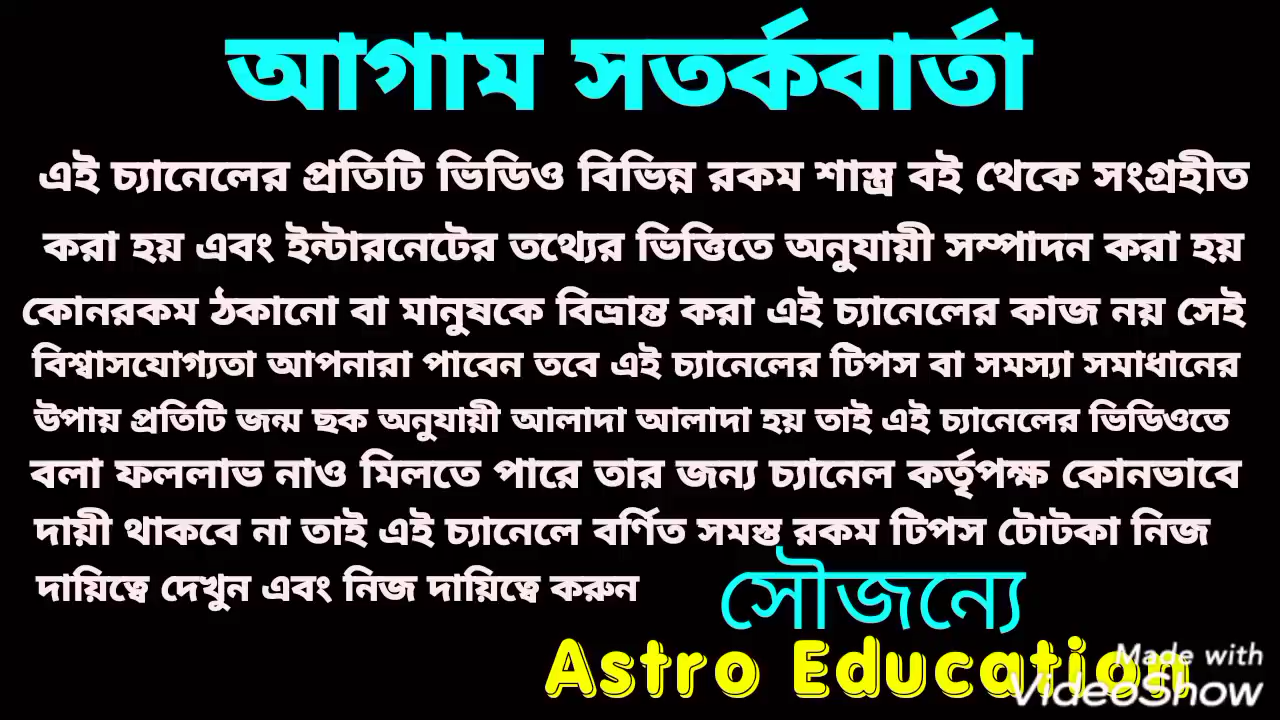 আগাম সতর্কবার্তা
এই চ্যানেলের প্রতিটি ভিডিও বিভিন্ন রকম শাস্ত্র বই থেকে সংগ্রহীত
করা হয় এবং ইন্টারনেটের তথ্যের ভিত্তিতে অনুযায়ী সম্পাদন করা হয়
কোনরকম ঠকানো বা মানুষকে বিভ্রান্ত করা এই চ্যানেলের কাজ নয় সেই
বিশ্বাসযোগ্যতা আপনারা পাবেন তবে এই চ্যানেলের টিপস বা সমস্যা সমাধানের
উপায় প্রতিটি জন্ম ছক অনুযায়ী আলাদা আলাদা হয় তাই এই চ্যানেলের ভিডিওতে
বলা ফললাভ নাও মিলতে পারে তার জন্য চ্যানেল কর্তৃপক্ষ কোনভাবে
দায়ী থাকবে না তাই এই চ্যানেলে বর্ণিত সমস্ত রকম টিপস টোটকা নিজ
দায়িত্বে দেখুন এবং নিজ দায়িত্বে করুন
সৌজন্যে
Astro Education
Made with
VideoShow